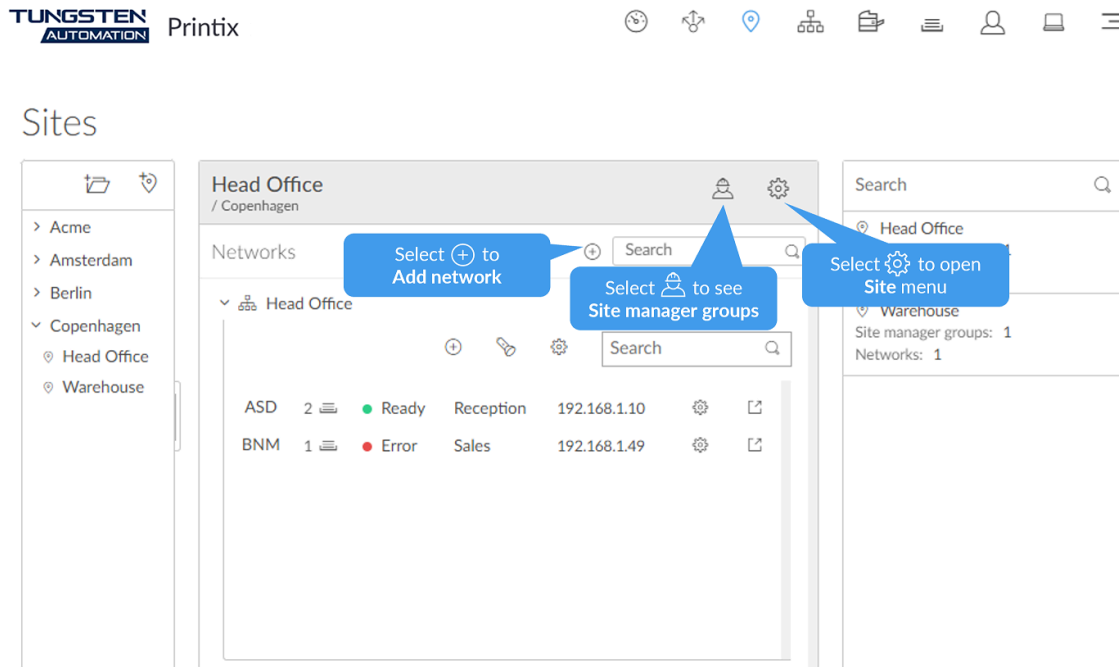 TUNGSTEN
AUTOMATION
Printix
Sites
Acme
Amsterdam
Berlin
Copenhagen
Head Office
Warehouse
Head Office
/ Copenhagen
Networks
Search
Select to
Add network
Select to see
Site manager groups
Select to open
Site menu
Head Office
Search
ASD 2 Ready Reception 192.168.1.10
BNM 1 Error Sales 192.168.1.49
Search
Head Office
Warehouse
Site manager groups: 1
Networks: 1